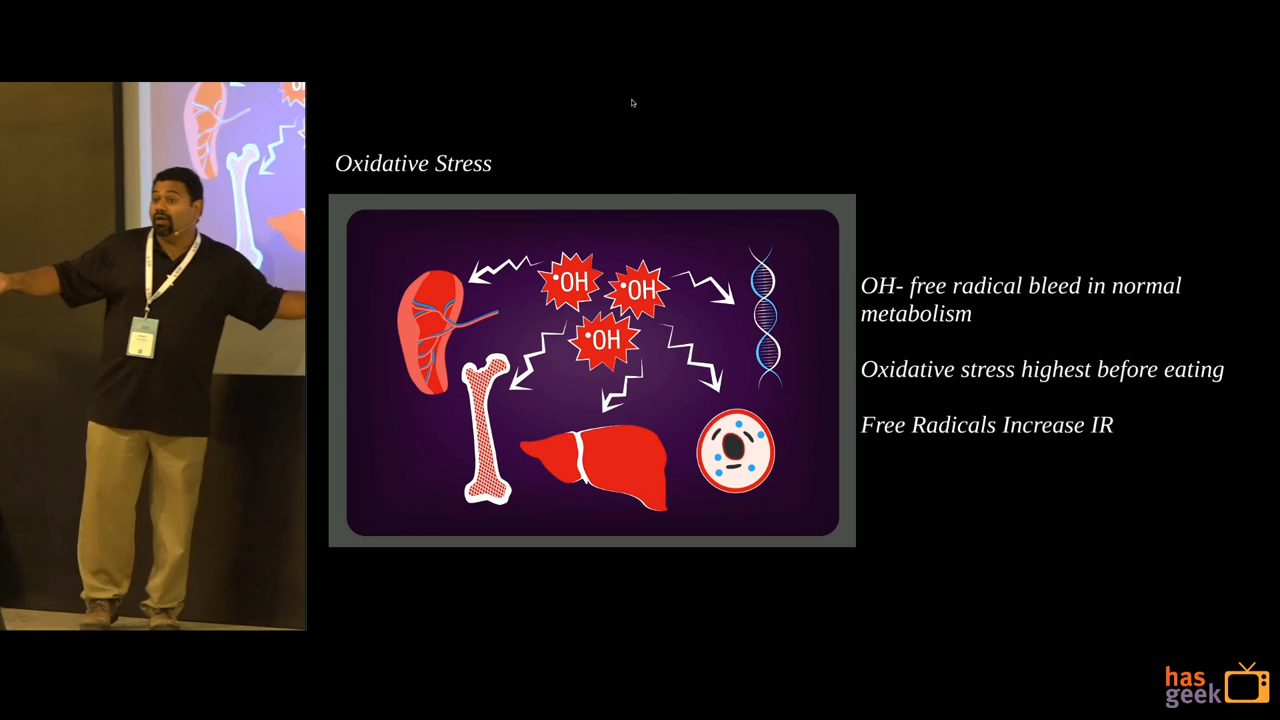 Oxidative Stress
•OH
•OH
•OH
OH- free radical bleed in normal
metabolism
Oxidative stress highest before eating
Free Radicals Increase IR
has
geek